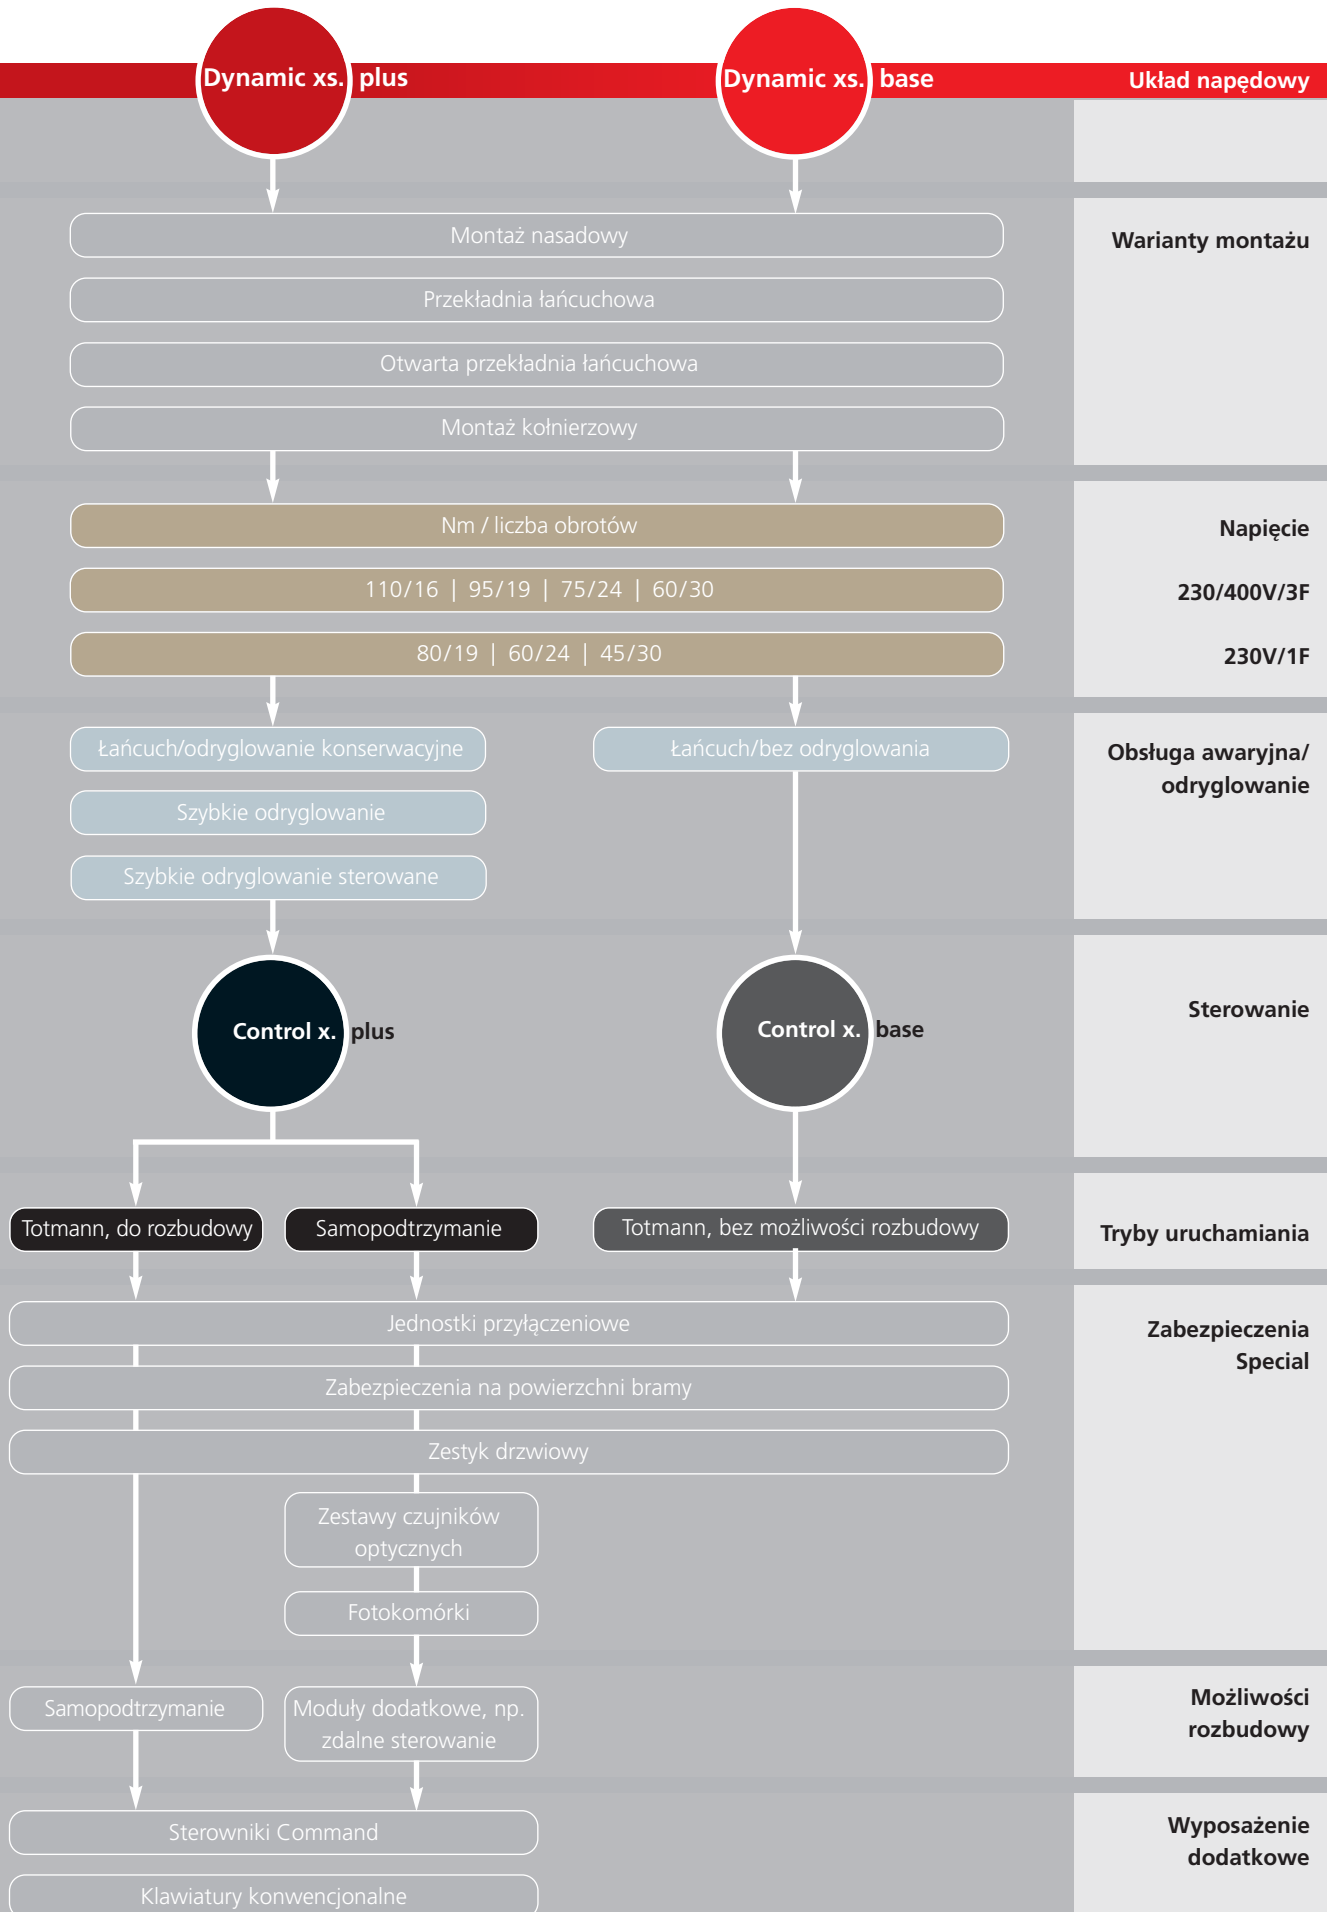 Dynamic xs. plus
Dynamic xs. base
Układ napędowy
Montaż nasadowy
Warianty montażu
Przekładnia łańcuchowa
Otwarta przekładnia łańcuchowa
Montaż kołnierzowy
Nm / liczba obrotów
Napięcie
110/16 | 95/19 | 75/24 | 60/30
230/400V/3F
80/19 | 60/24 | 45/30
230V/1F
Łańcuch/odryglowanie konserwacyjne
Łańcuch/bez odryglowania
Obsługa awaryjna/
odryglowanie
Szybkie odryglowanie
Szybkie odryglowanie sterowane
Control x. plus
Control x. base
Sterowanie
Totmann, do rozbudowy
Samopodtrzymanie
Totmann, bez możliwości rozbudowy
Tryby uruchamiania
Jednostki przyłączeniowe
Zabezpieczenia
Special
Zabezpieczenia na powierzchni bramy
Zestyk drzwiowy
Zestawy czujników
optycznych
Fotokomórki
Samopodtrzymanie
Moduły dodatkowe, np.
zdalne sterowanie
Możliwości
rozbudowy
Sterowniki Command
Wyposażenie
dodatkowe
Klawiatury konwencjonalne